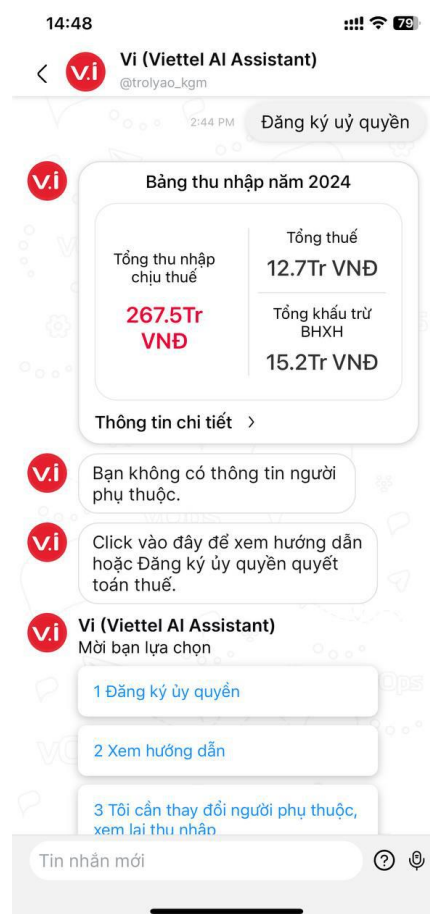 14:48
79
V.i
Vi (Viettel AI Assistant)
@trolyao_kgm
2:44 PM
Đăng ký uỷ quyền
V.i
Bảng thu nhập năm 2024
Tổng thu nhập
chịu thuế
267.5Tr
VNĐ
Tổng thuế
12.7Tr VNĐ
Tổng khấu trừ
BHXH
15.2Tr VNĐ
Thông tin chi tiết >
V.i
Bạn không có thông tin người
phụ thuộc.
V.i
Click vào đây để xem hướng dẫn
hoặc Đăng ký ủy quyền quyết
toán thuế.
V.i
Vi (Viettel AI Assistant)
Mời bạn lựa chọn
1 Đăng ký ủy quyền
2 Xem hướng dẫn
3 Tôi cần thay đổi người phụ thuộc,
xem lại thu nhập
Tin nhắn mới